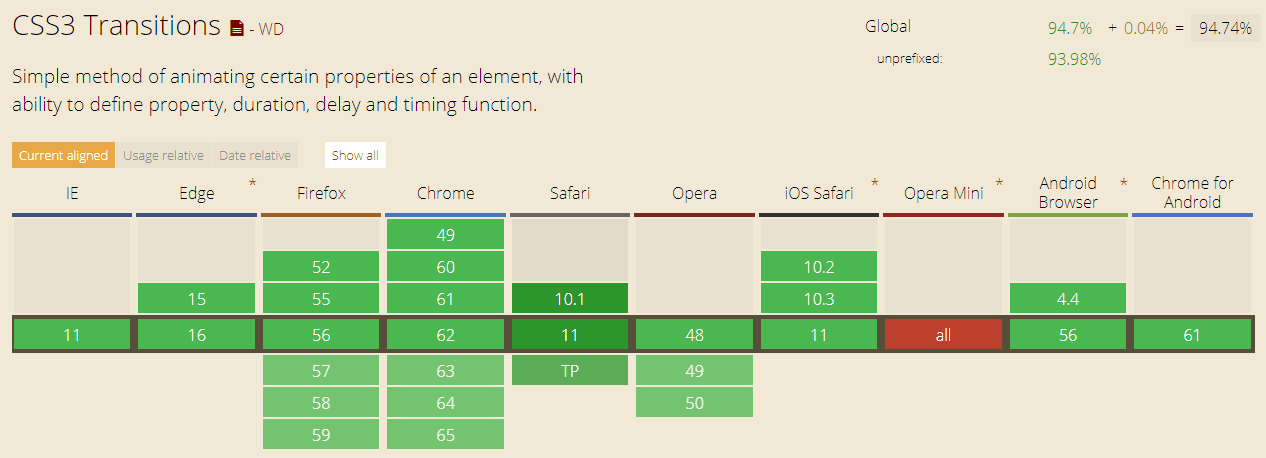 CSS3 Transitions - WD
Global 94.7% + 0.04% = 94.74%
unprefixed: 93.98%
Simple method of animating certain properties of an element, with
ability to define property, duration, delay and timing function.
Current aligned Usage relative Date relative Show all
IE Edge * Firefox Chrome Safari Opera iOS Safari * Opera Mini * Android Browser * Chrome for Android
49
52 60 10.2
15 55 61 10.1 10.3 4.4
11 16 56 62 11 48 11 all 56 61
57 63 TP 49
58 64 50
59 65